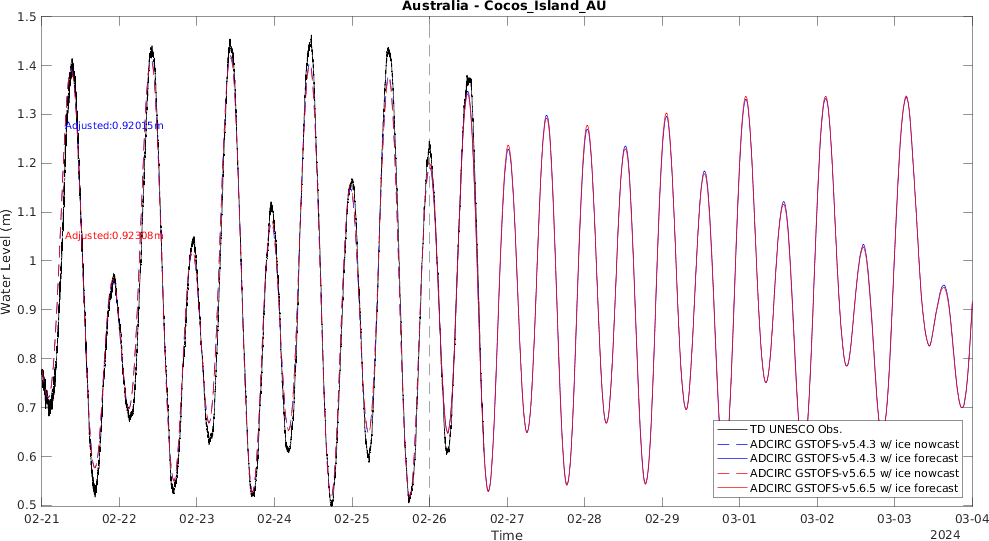 Australia - Cocos_Island_AU
Water Level (m)
1.5
1.4
1.3
1.2
1.1
1
0.9
0.8
0.7
0.6
0.5
Adjusted:0.92015m
Adjusted:0.92308m
TD UNESCO Obs.
ADCIRC GSTOFS-v5.4.3 w/ ice nowcast
ADCIRC GSTOFS-v5.4.3 w/ ice forecast
ADCIRC GSTOFS-v5.6.5 w/ ice nowcast
ADCIRC GSTOFS-v5.6.5 w/ ice forecast
02-21 02-22 02-23 02-24 02-25 02-26 02-27 02-28 02-29 03-01 03-02 03-03 03-04
Time
2024